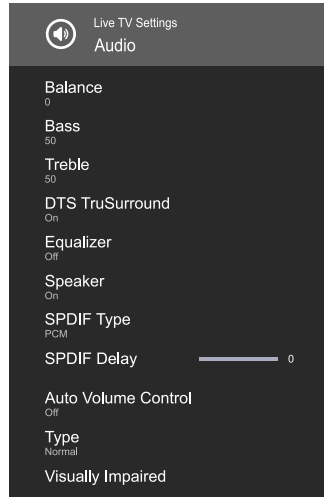 Live TV Settings
Audio
Balance
0
Bass
50
Treble
50
DTS TruSurround
On
Equalizer
Off
Speaker
On
SPDIF Type
PCM
SPDIF Delay 0
Auto Volume Control
Off
Type
Normal
Visually Impaired